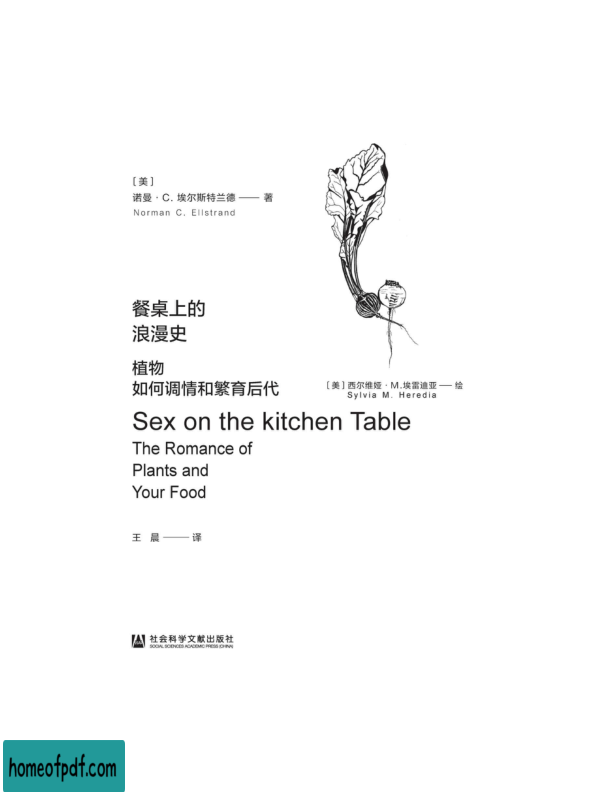 [美]
诺曼·C. 埃尔斯特兰德 —— 著
Norman C. Ellstrand
餐桌上的
浪漫史
植物
如何调情和繁育后代
[美] 西尔维娅·M.埃雷迪亚 — 绘
Sylvia M. Heredia
Sex on the kitchen Table
The Romance of
Plants and
Your Food
王 晨 —— 译
社会科学文献出版社
SOCIAL SCIENCES ACADEMIC PRESS (CHINA)
homeofpdf.com